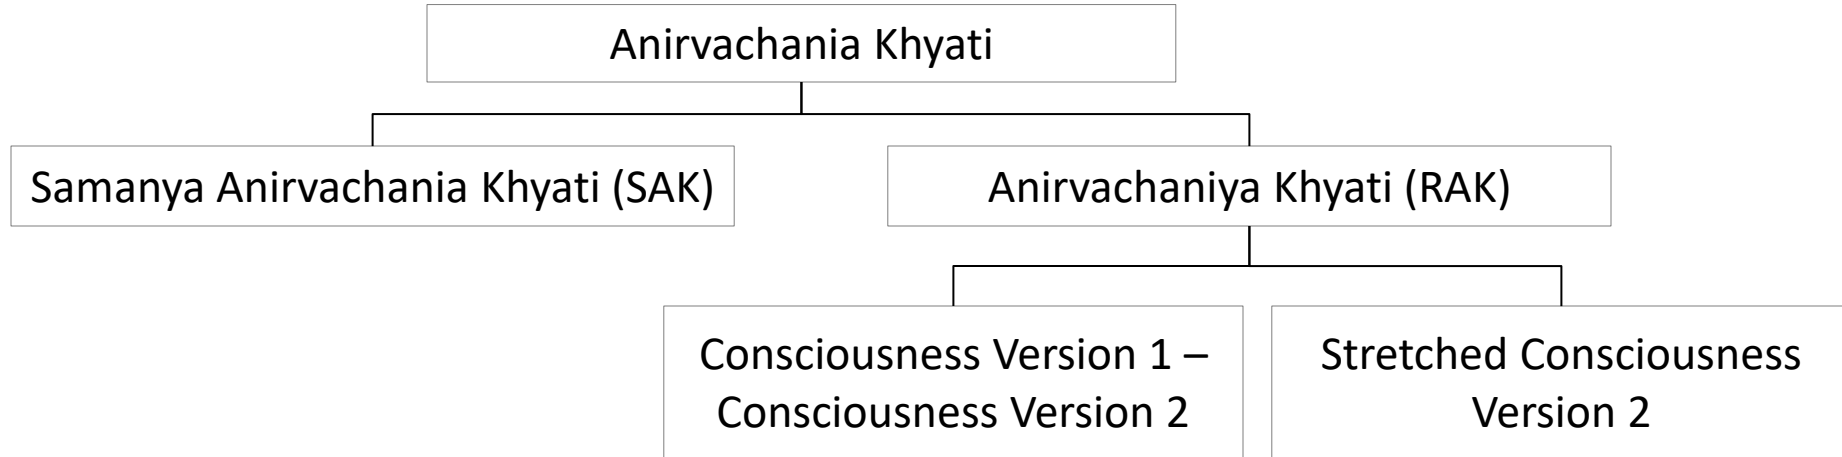 Anirvachania Khyati
Samanya Anirvachania Khyati (SAK)
Anirvachaniya Khyati (RAK)
Consciousness Version 1 –
Consciousness Version 2
Stretched Consciousness
Version 2